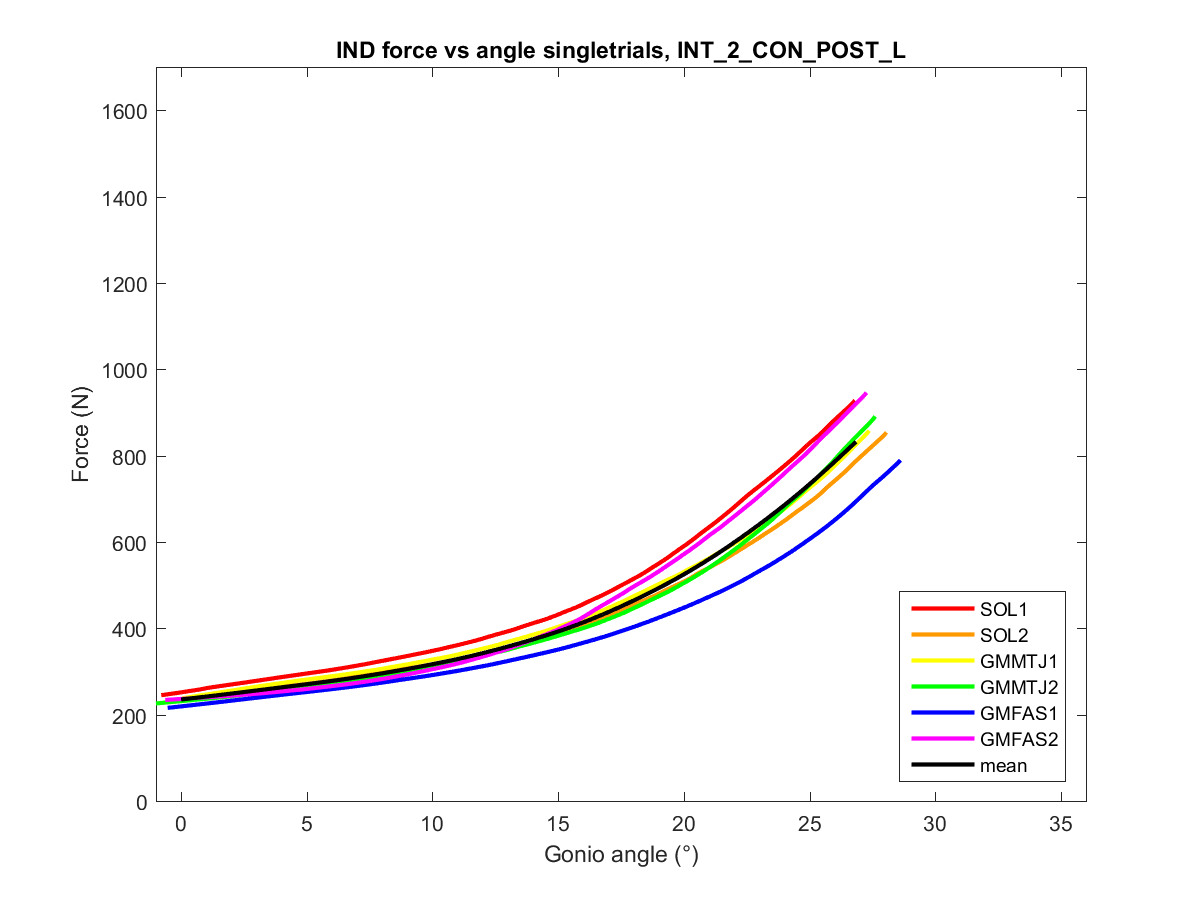 IND force vs angle singletrials, INT_2_CON_POST_L
1600
1400
1200
1000
800
600
400
200
0
Force (N)
0 5 10 15 20 25 30 35
Gonio angle (°)
SOL1
SOL2
GMMTJ1
GMMTJ2
GMFAS1
GMFAS2
mean